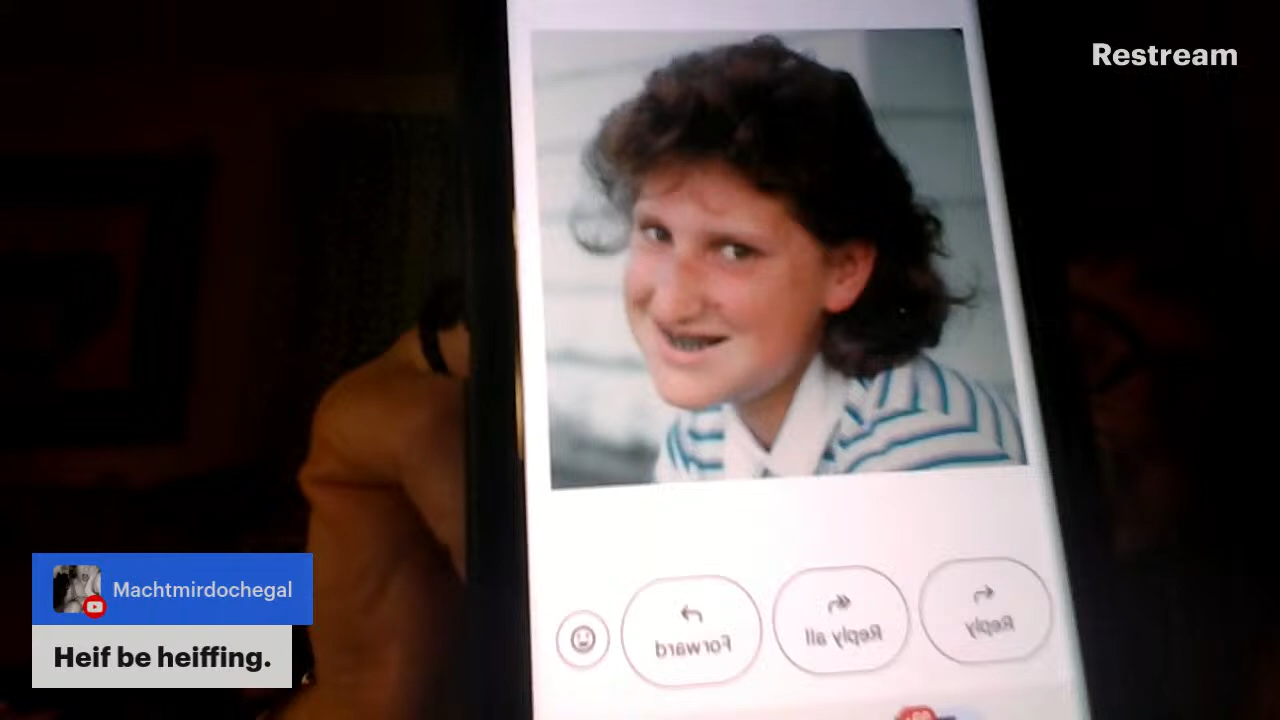 Restream
Forward
Reply all
Reply
Machtmirdochegal
Heif be heiffing.